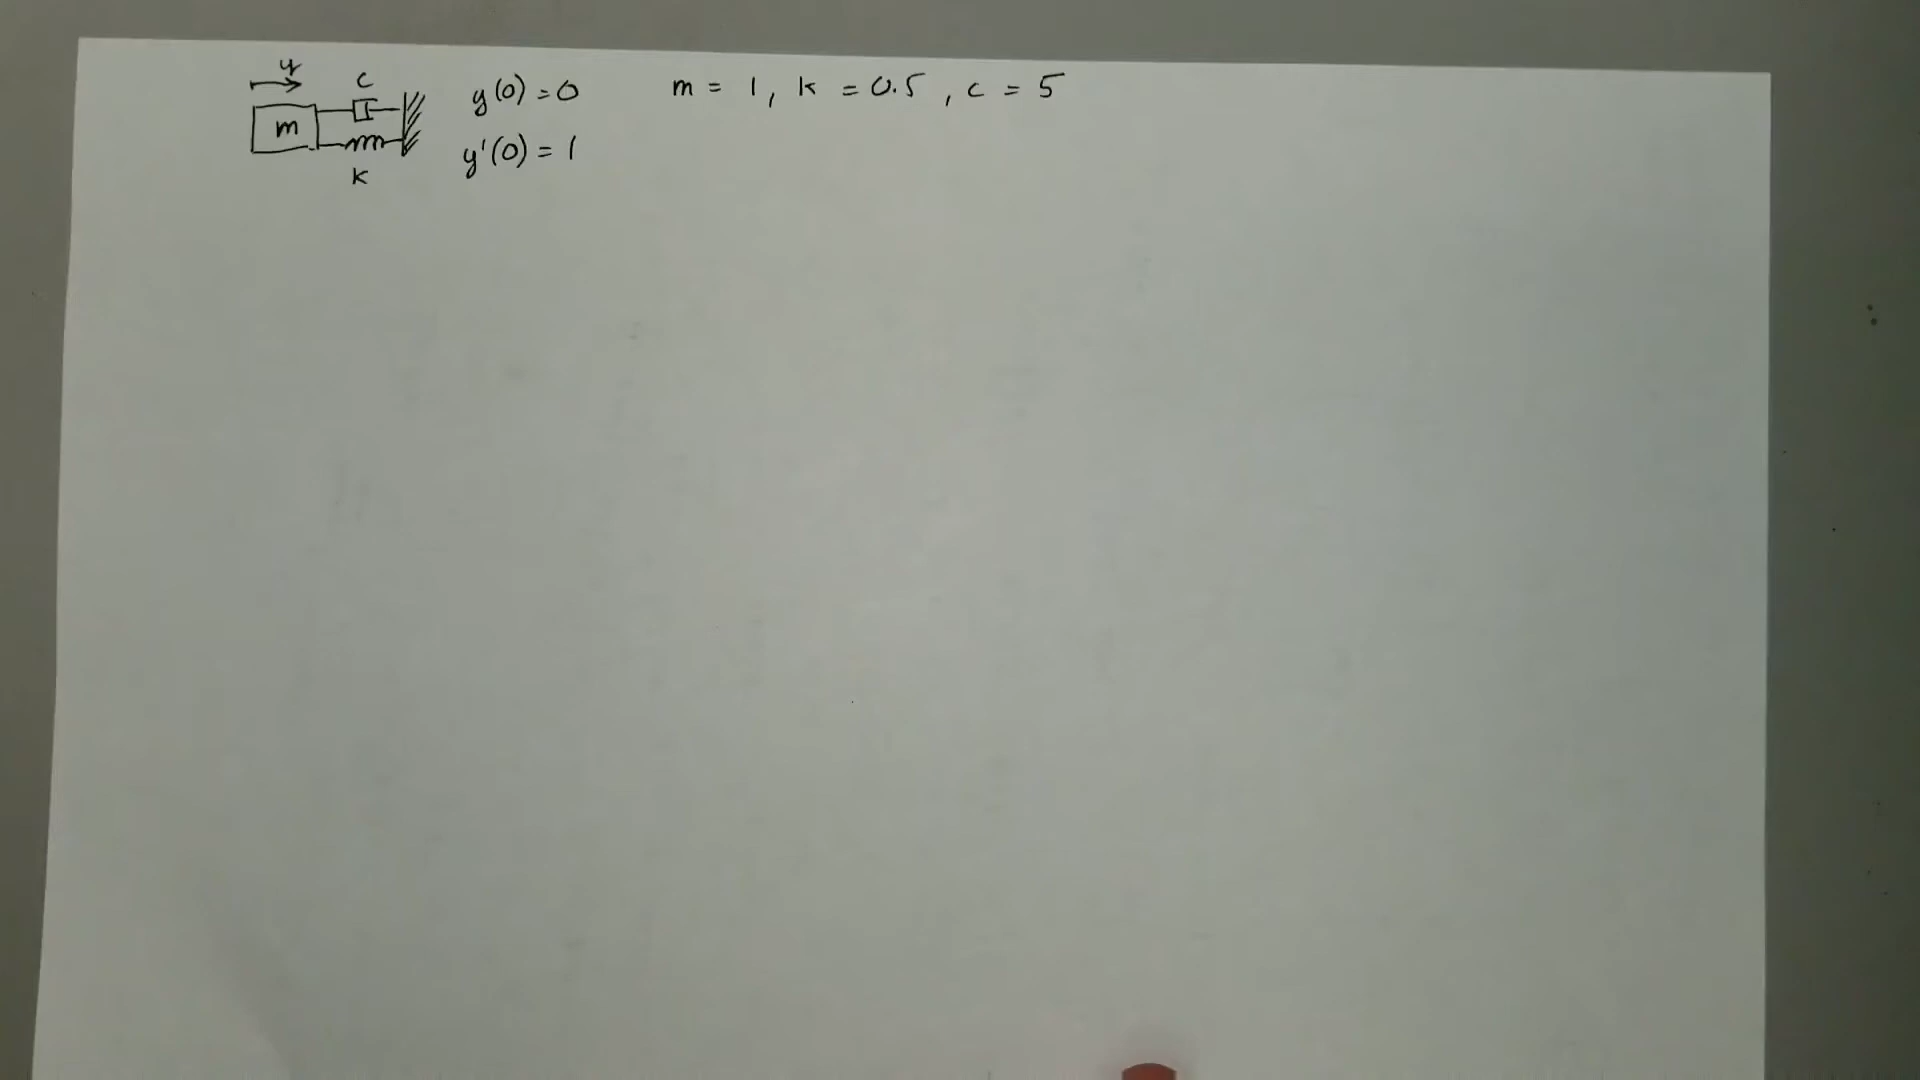 y
c
y(0) = 0 m = 1, k = 0.5, c = 5
m
y'(0) = 1
k